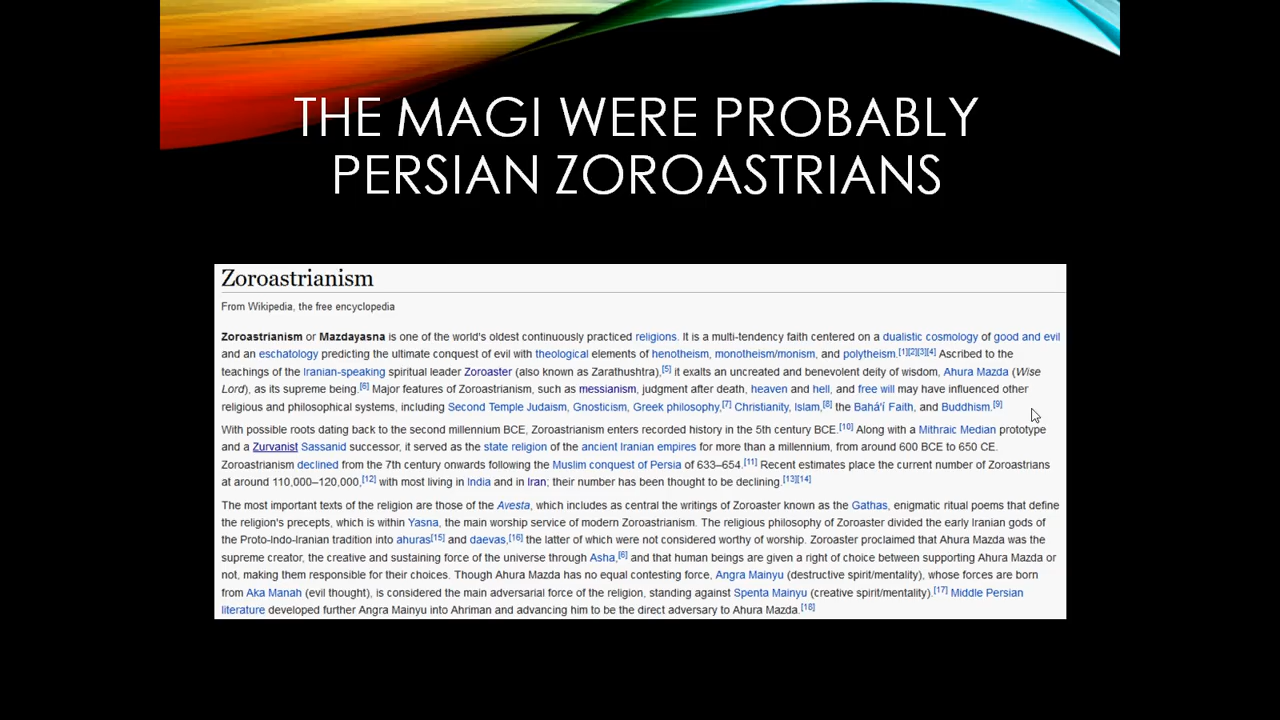 THE MAGI WERE PROBABLY
PERSIAN ZOROASTRIANS
Zoroastrianism
From Wikipedia, the free encyclopedia
Zoroastrianism or Mazdayasna is one of the world's oldest continuously practiced religions. It is a multi-tendency faith centered on a dualistic cosmology of good and evil
and an eschatology predicting the ultimate conquest of evil with theological elements of henotheism, monotheism/monism, and polytheism.[1][2][3][4] Ascribed to the
teachings of the Iranian-speaking spiritual leader Zoroaster (also known as Zarathushtra),[5] it exalts an uncreated and benevolent deity of wisdom, Ahura Mazda (Wise
Lord), as its supreme being.[6] Major features of Zoroastrianism, such as messianism, judgment after death, heaven and hell, and free will may have influenced other
religious and philosophical systems, including Second Temple Judaism, Gnosticism, Greek philosophy,[7] Christianity, Islam,[8] the Bahá'í Faith, and Buddhism.[9]
With possible roots dating back to the second millennium BCE, Zoroastrianism enters recorded history in the 5th century BCE.[10] Along with a Mithraic Median prototype
and a Zurvanist Sassanid successor, it served as the state religion of the ancient Iranian empires for more than a millennium, from around 600 BCE to 650 CE.
Zoroastrianism declined from the 7th century onwards following the Muslim conquest of Persia of 633–654.[11] Recent estimates place the current number of Zoroastrians
at around 110,000–120,000,[12] with most living in India and in Iran; their number has been thought to be declining.[13][14]
The most important texts of the religion are those of the Avesta, which includes as central the writings of Zoroaster known as the Gathas, enigmatic ritual poems that define
the religion's precepts, which is within Yasna, the main worship service of modern Zoroastrianism. The religious philosophy of Zoroaster divided the early Iranian gods of
the Proto-Indo-Iranian tradition into ahuras[15] and daevas,[16] the latter of which were not considered worthy of worship. Zoroaster proclaimed that Ahura Mazda was the
supreme creator, the creative and sustaining force of the universe through Asha,[6] and that human beings are given a right of choice between supporting Ahura Mazda or
not, making them responsible for their choices. Though Ahura Mazda has no equal contesting force, Angra Mainyu (destructive spirit/mentality), whose forces are born
from Aka Manah (evil thought), is considered the main adversarial force of the religion, standing against Spenta Mainyu (creative spirit/mentality).[17] Middle Persian
literature developed further Angra Mainyu into Ahriman and advancing him to be the direct adversary to Ahura Mazda.[18]